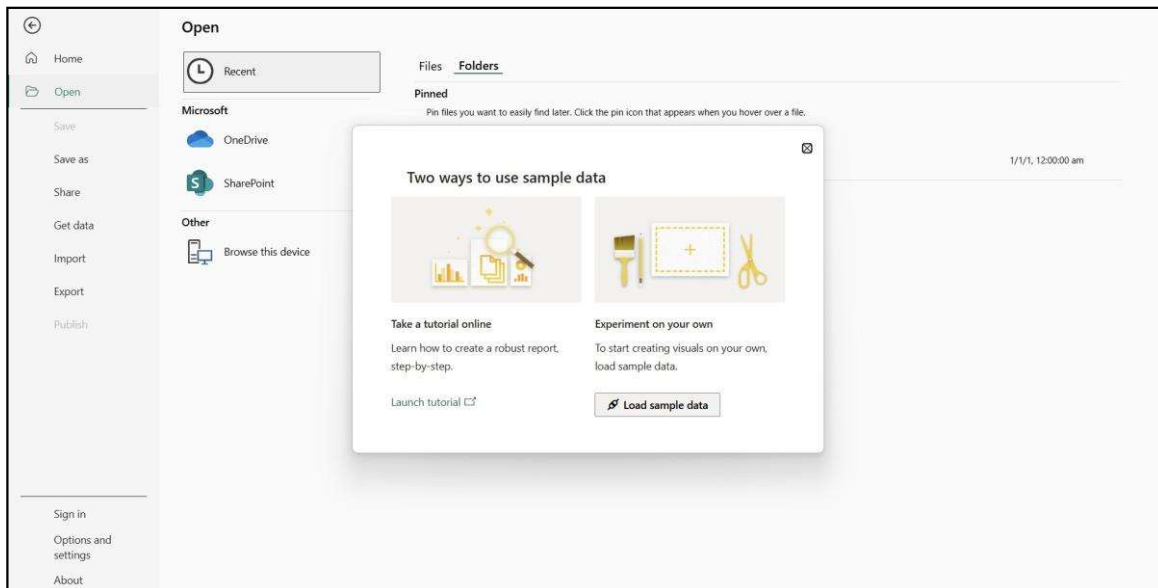 Open
Home
Open
Save
Save as
Share
Get data
Import
Export
Publish
Sign in
Options and
settings
About
Recent
Microsoft
OneDrive
SharePoint
Other
Browse this device
Files Folders
Pinned
Pin files you want to easily find later. Click the pin icon that appears when you hover over a file.
1/1/1, 12:00:00 am
Two ways to use sample data
Take a tutorial online
Learn how to create a robust report,
step-by-step.
Launch tutorial
Experiment on your own
To start creating visuals on your own,
load sample data.
Load sample data